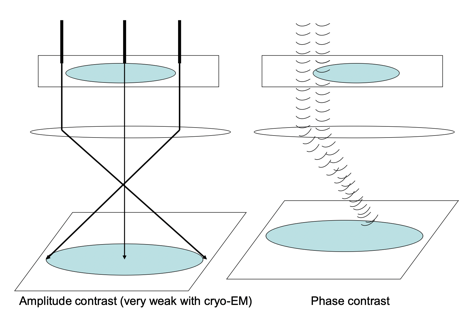 Amplitude contrast (very weak with cryo-EM)
Phase contrast